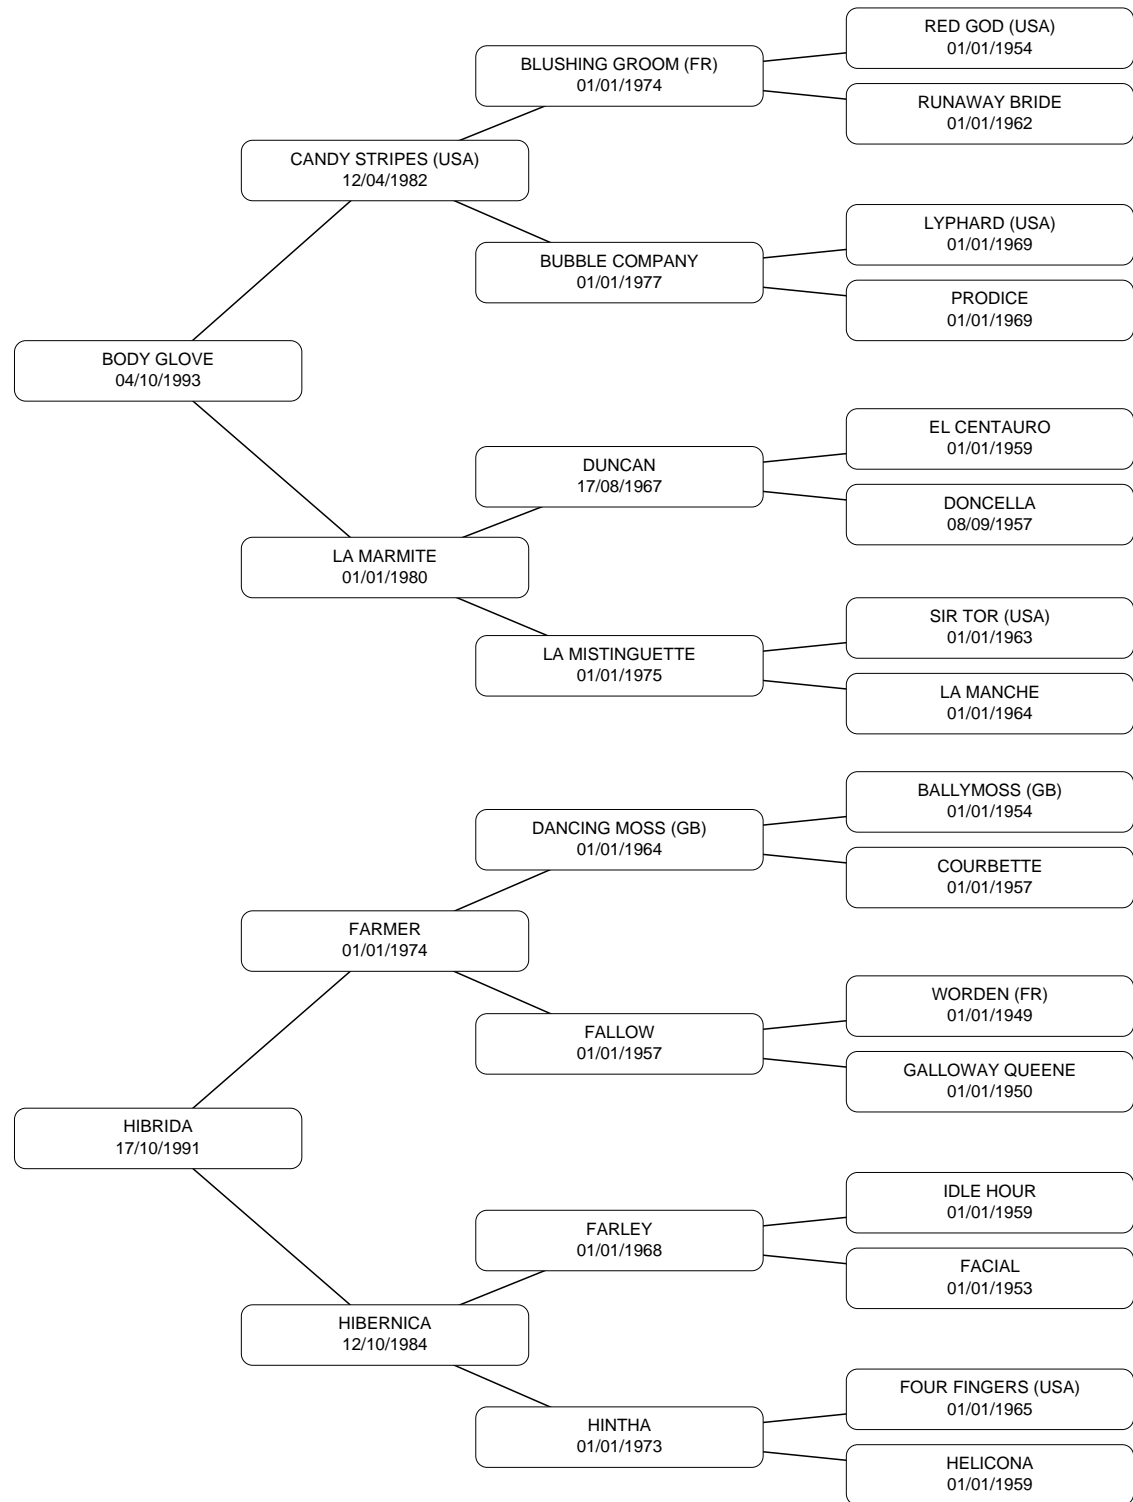 RED GOD (USA)
01/01/1954
BLUSHING GROOM (FR)
01/01/1974
RUNAWAY BRIDE
01/01/1962
CANDY STRIPES (USA)
12/04/1982
LYPHARD (USA)
01/01/1969
BUBBLE COMPANY
01/01/1977
PRODICE
01/01/1969
BODY GLOVE
04/10/1993
EL CENTAURO
01/01/1959
DUNCAN
17/08/1967
DONCELLA
08/09/1957
LA MARMITE
01/01/1980
SIR TOR (USA)
01/01/1963
LA MISTINGUETTE
01/01/1975
LA MANCHE
01/01/1964
BALLYMOSS (GB)
01/01/1954
DANCING MOSS (GB)
01/01/1964
COURBETTE
01/01/1957
FARMER
01/01/1974
WORDEN (FR)
01/01/1949
FALLOW
01/01/1957
GALLOWAY QUEENE
01/01/1950
HIBRIDA
17/10/1991
IDLE HOUR
01/01/1959
FARLEY
01/01/1968
FACIAL
01/01/1953
HIBERNICA
12/10/1984
FOUR FINGERS (USA)
01/01/1965
HINTHA
01/01/1973
HELICONA
01/01/1959